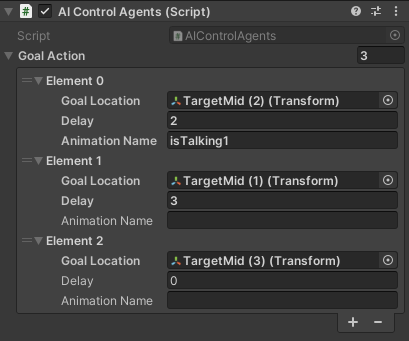 AI Control Agents (Script)
Script AIControlAgents
Goal Action 3
Element 0
Goal Location TargetMid (2) (Transform)
Delay 2
Animation Name isTalking1
Element 1
Goal Location TargetMid (1) (Transform)
Delay 3
Animation Name
Element 2
Goal Location TargetMid (3) (Transform)
Delay 0
Animation Name